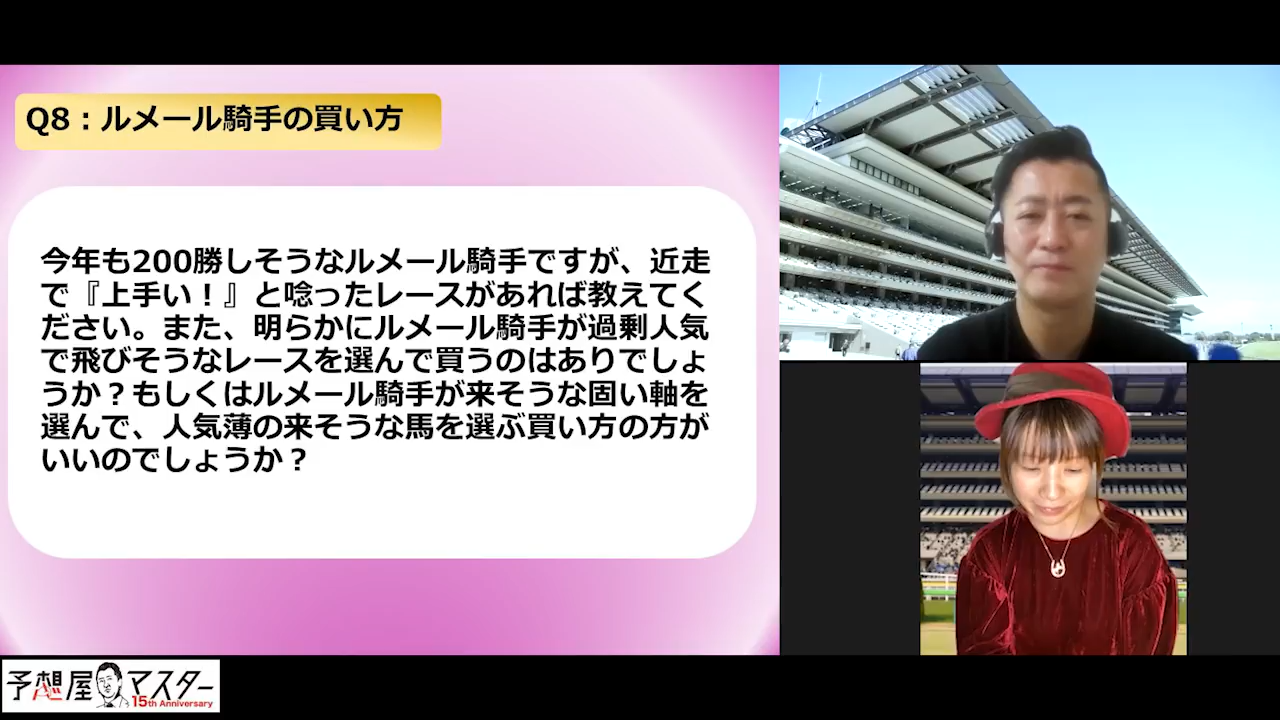 Q8：ルメール騎手の買い方
今年も200勝しそうなルメール騎手ですが、近走
で『上手い！』と唸ったレースがあれば教えてく
ださい。また、明らかにルメール騎手が過剰人気
で飛びそうなレースを選んで買うのはありでしょ
うか？もしくはルメール騎手が来そうな固い軸を
選んで、人気薄の来そうな馬を選ぶ買い方の方が
いいのでしょうか？
予想屋マスター
15th Anniversary